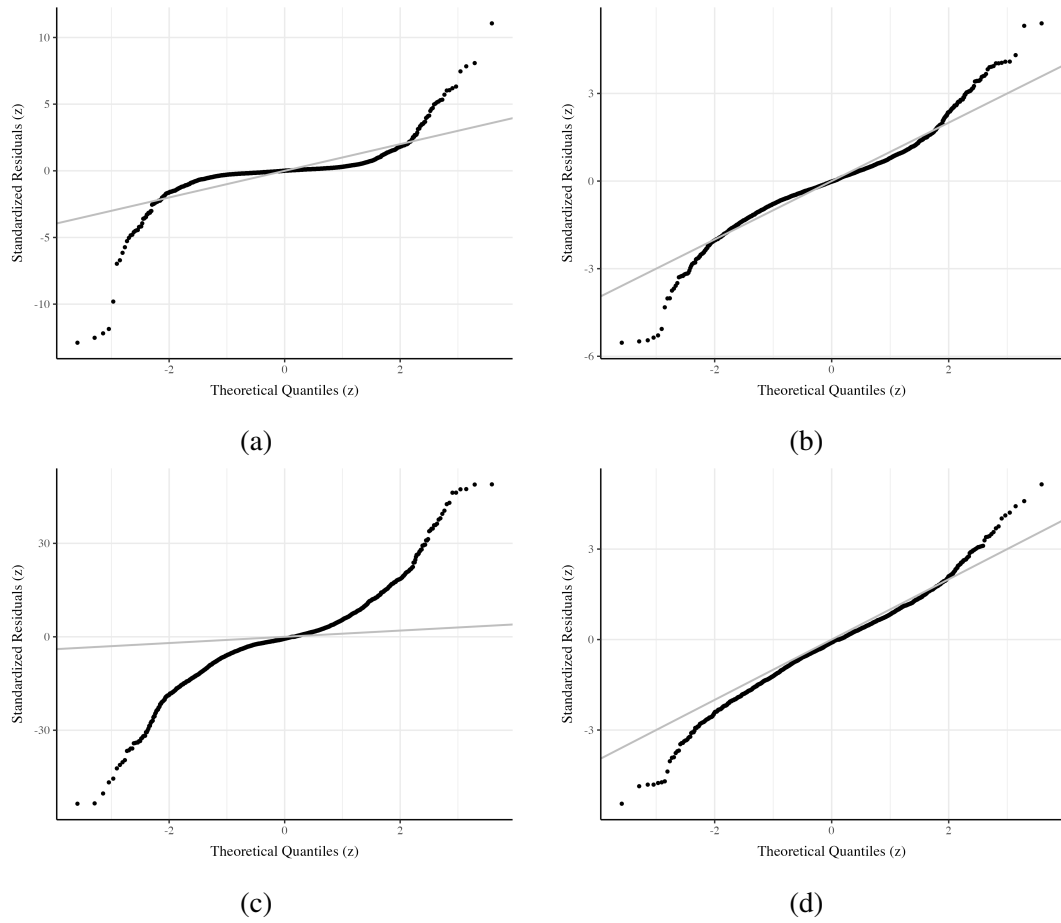 10
5
0
-5
-10
-2
0
2
Standardized Residuals (z)
Theoretical Quantiles (z)
(a)
3
0
-3
-6
-2
0
2
Standardized Residuals (z)
Theoretical Quantiles (z)
(b)
30
0
-30
-2
0
2
Standardized Residuals (z)
Theoretical Quantiles (z)
(c)
3
0
-3
-2
0
2
Standardized Residuals (z)
Theoretical Quantiles (z)
(d)